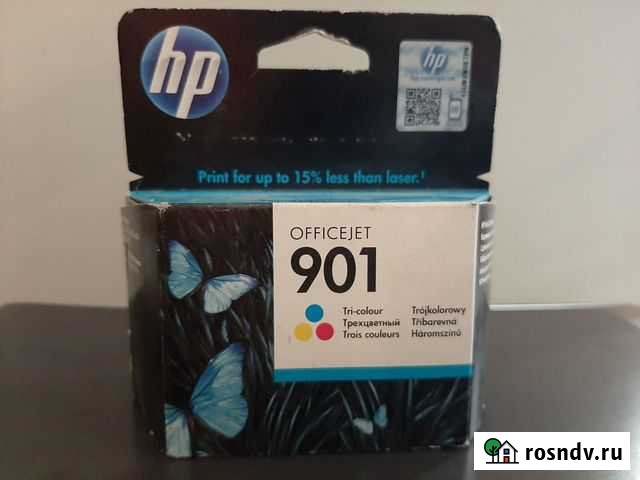 hp
hp
Print for up to 15% less than laser.¹
OFFICEJET
901
Tri-colour Trójkolorowy
Трехцветный Tříbarevná
Trois couleurs Háromszínű
rosndv.ru